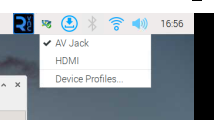 16:56
AV Jack
HDMI
Device Profiles...